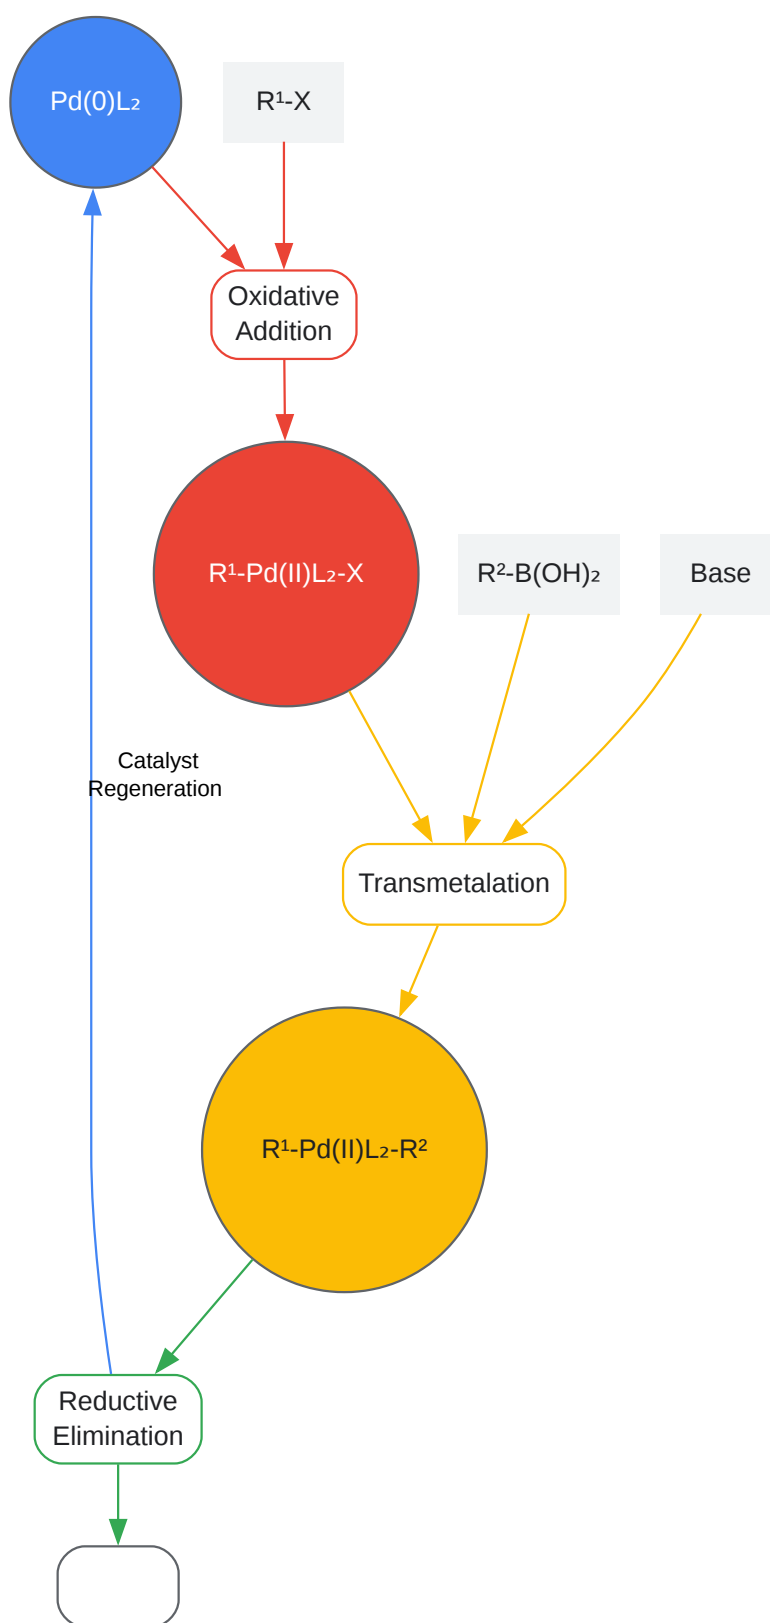 Pd(0)L₂
R¹-X
Oxidative
Addition
R¹-Pd(II)L₂-X
R²-B(OH)₂
Base
Catalyst
Regeneration
Transmetalation
R¹-Pd(II)L₂-R²
Reductive
Elimination